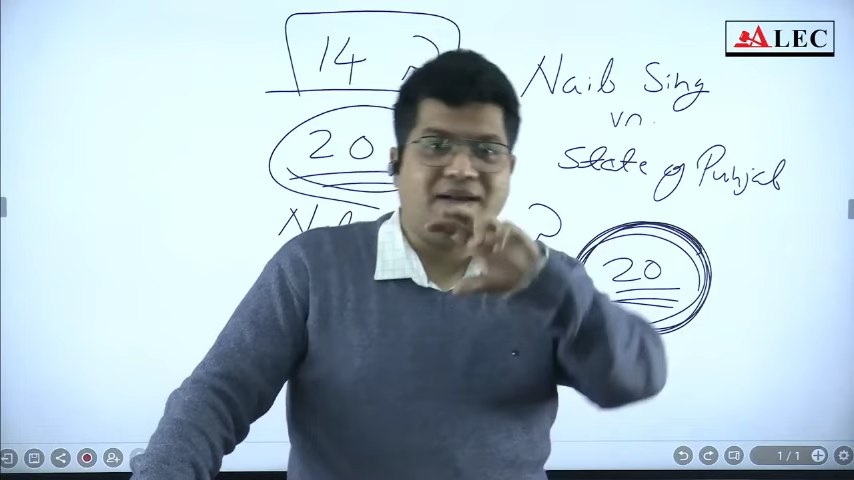 14 ?
20
Naib Sing
vn.
State of Punjab
?
20
ALEC
1/1